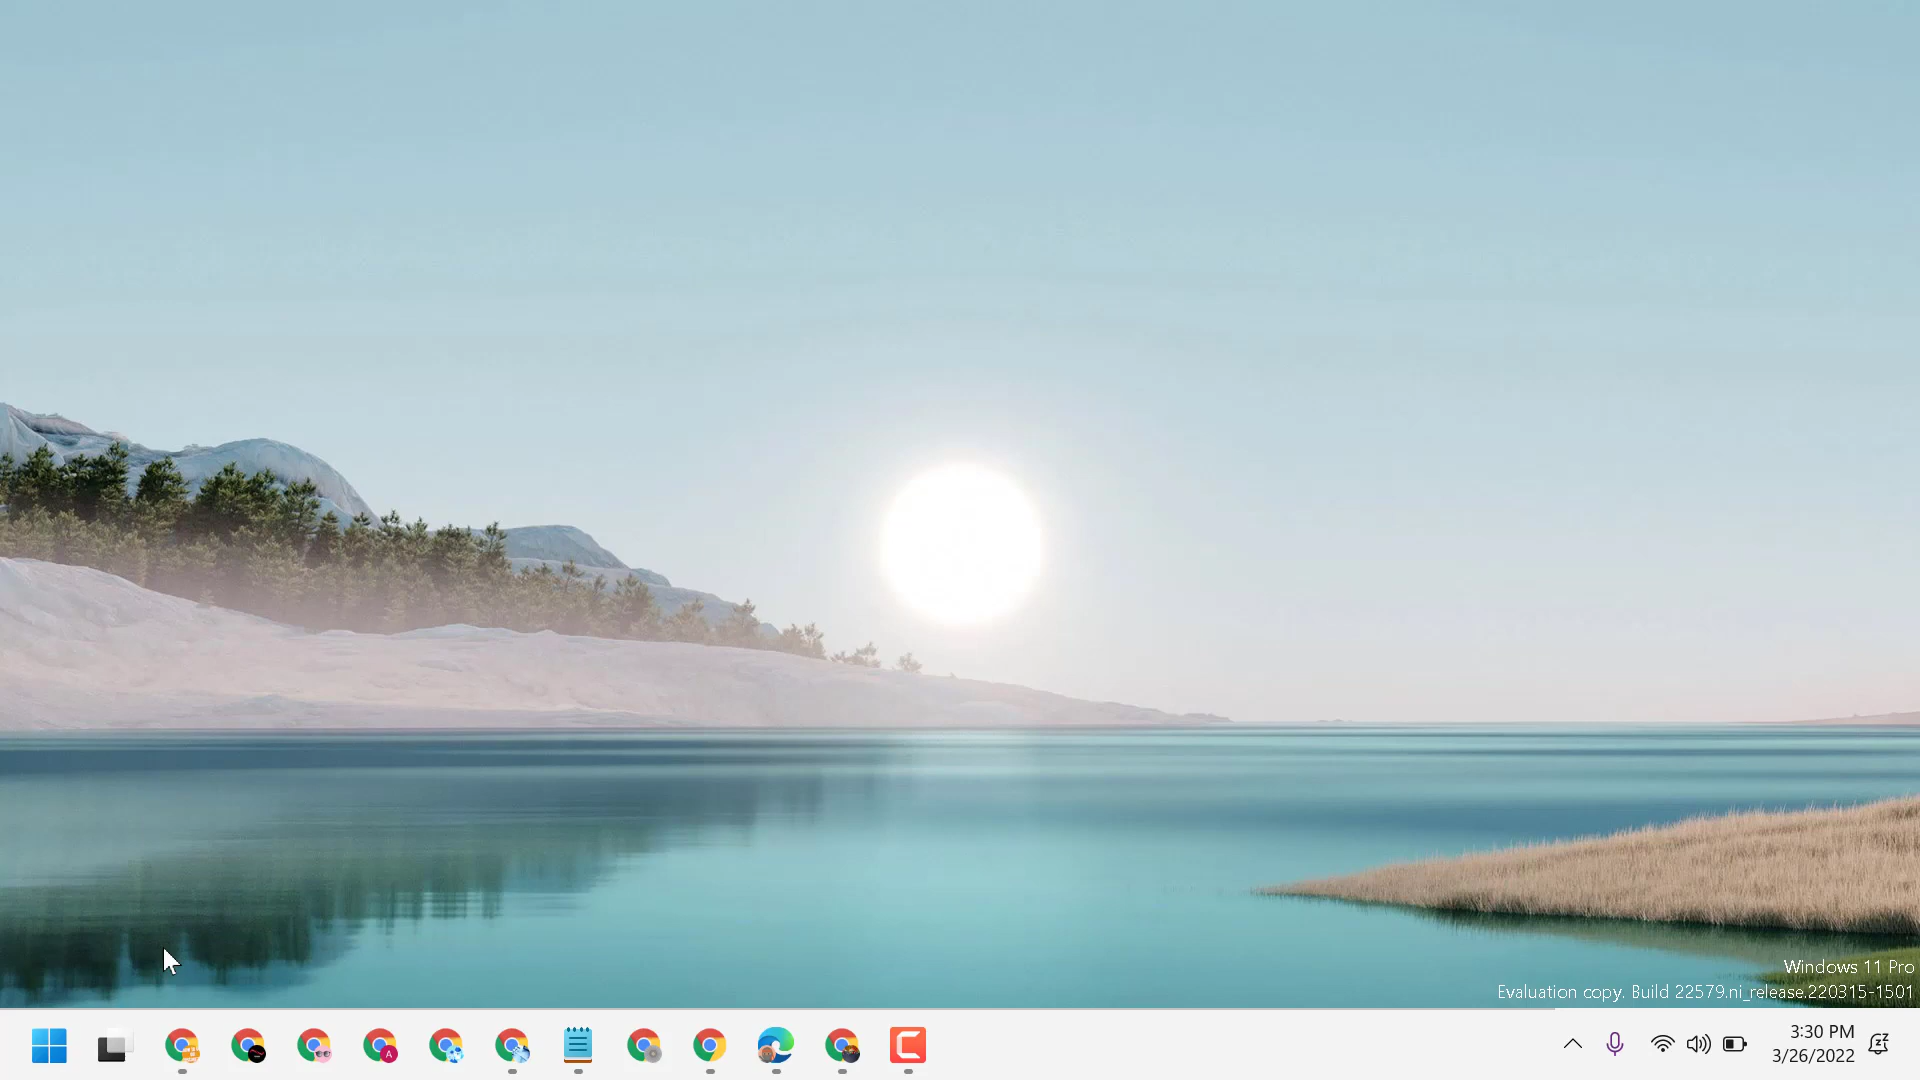 Windows 11 Pro
Evaluation copy. Build 22579.ni_release.220315-1501
A
3:30 PM
3/26/2022